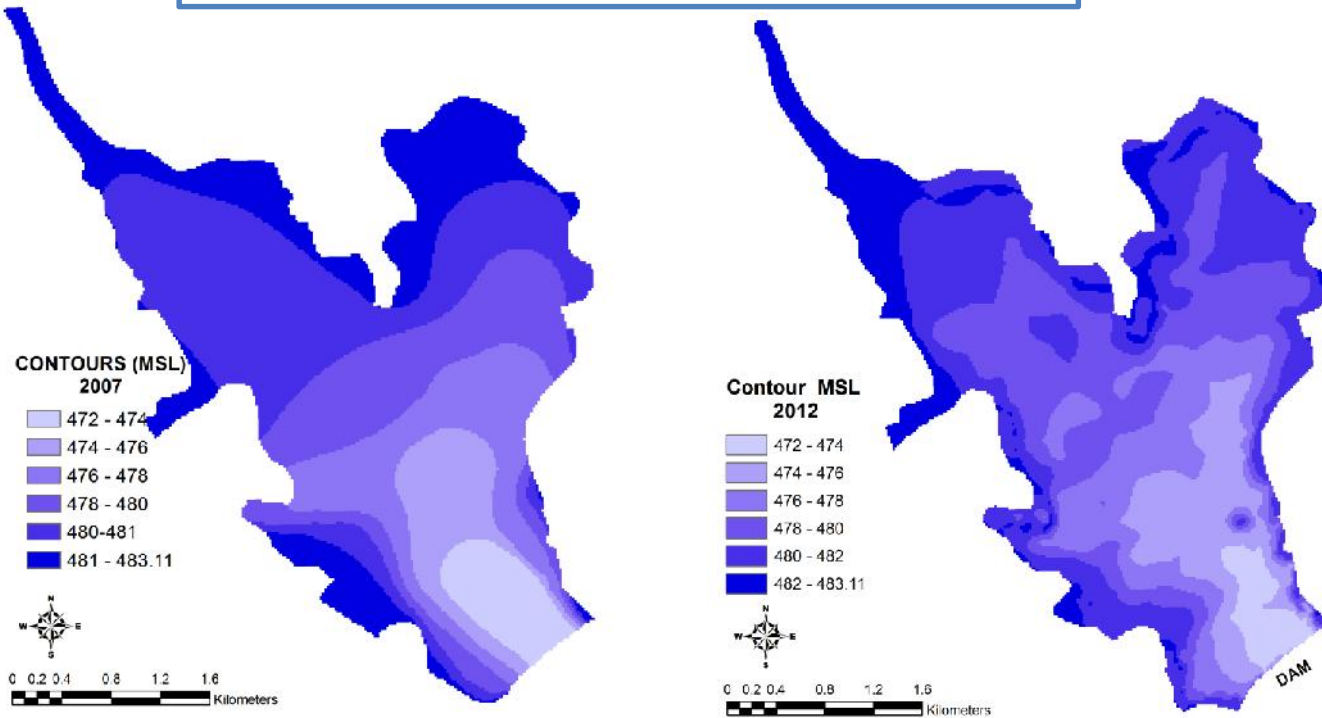 CONTOURS (MSL)
2007
472 - 474
474 - 476
476 - 478
478 - 480
480-481
481 - 483.11
N
W E
S
0 0.2 0.4 0.8 1.2 1.6
Kilometers
Contour MSL
2012
472 - 474
474 - 476
476 - 478
478 - 480
480 - 482
482 - 483.11
N
W E
S
0 0.2 0.4 0.8 1.2 1.6
Kilometers
DAM